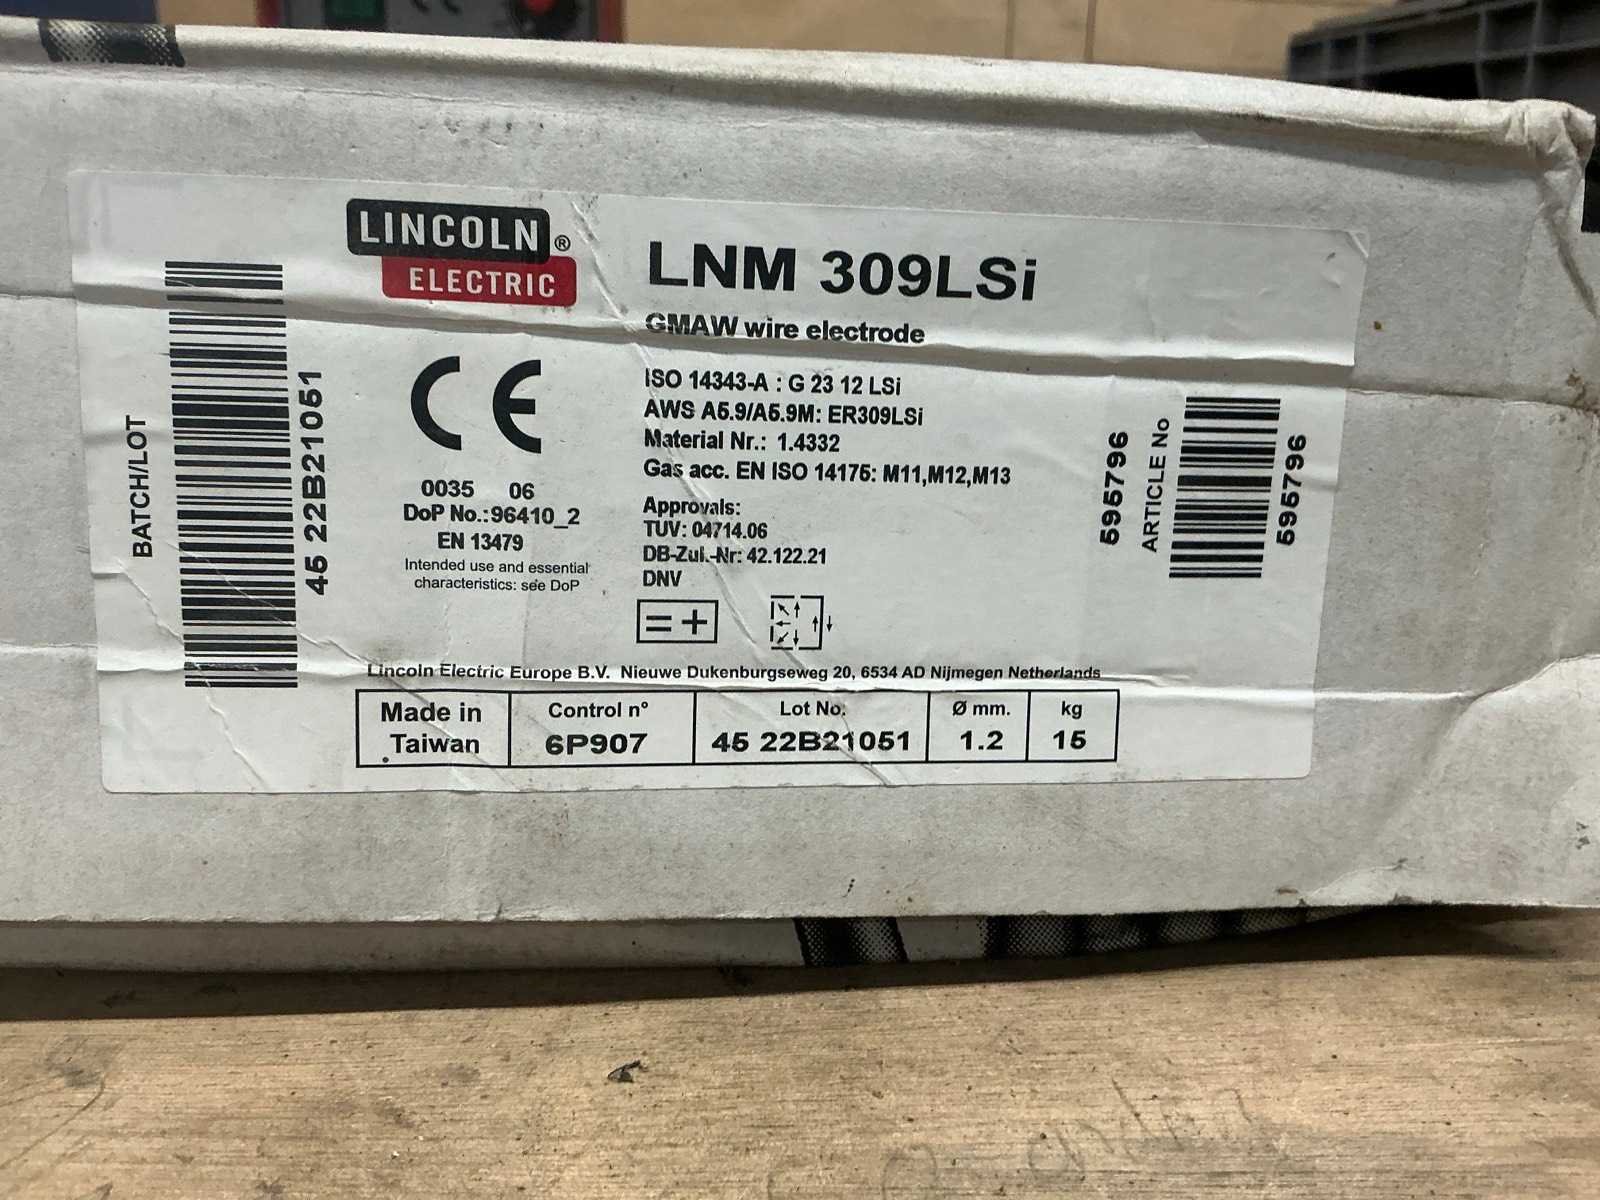 LINCOLN ®
ELECTRIC
LNM 309LSi
GMAW wire electrode
BATCH/LOT
45 22B21051
0035 06
DoP No.:96410_2
EN 13479
Intended use and essential
characteristics: see DoP
ISO 14343-A : G 23 12 LSi
AWS A5.9/A5.9M: ER309LSi
Material Nr.: 1.4332
Gas acc. EN ISO 14175: M11,M12,M13
Approvals:
TUV: 04714.06
DB-Zul.-Nr: 42.122.21
DNV
595796
ARTICLE No
595796
Lincoln Electric Europe B.V. Nieuwe Dukenburgseweg 20, 6534 AD Nijmegen Netherlands
Made in
Taiwan
Control n°
6P907
Lot No.
45 22B21051
Ø mm.
1.2
kg
15